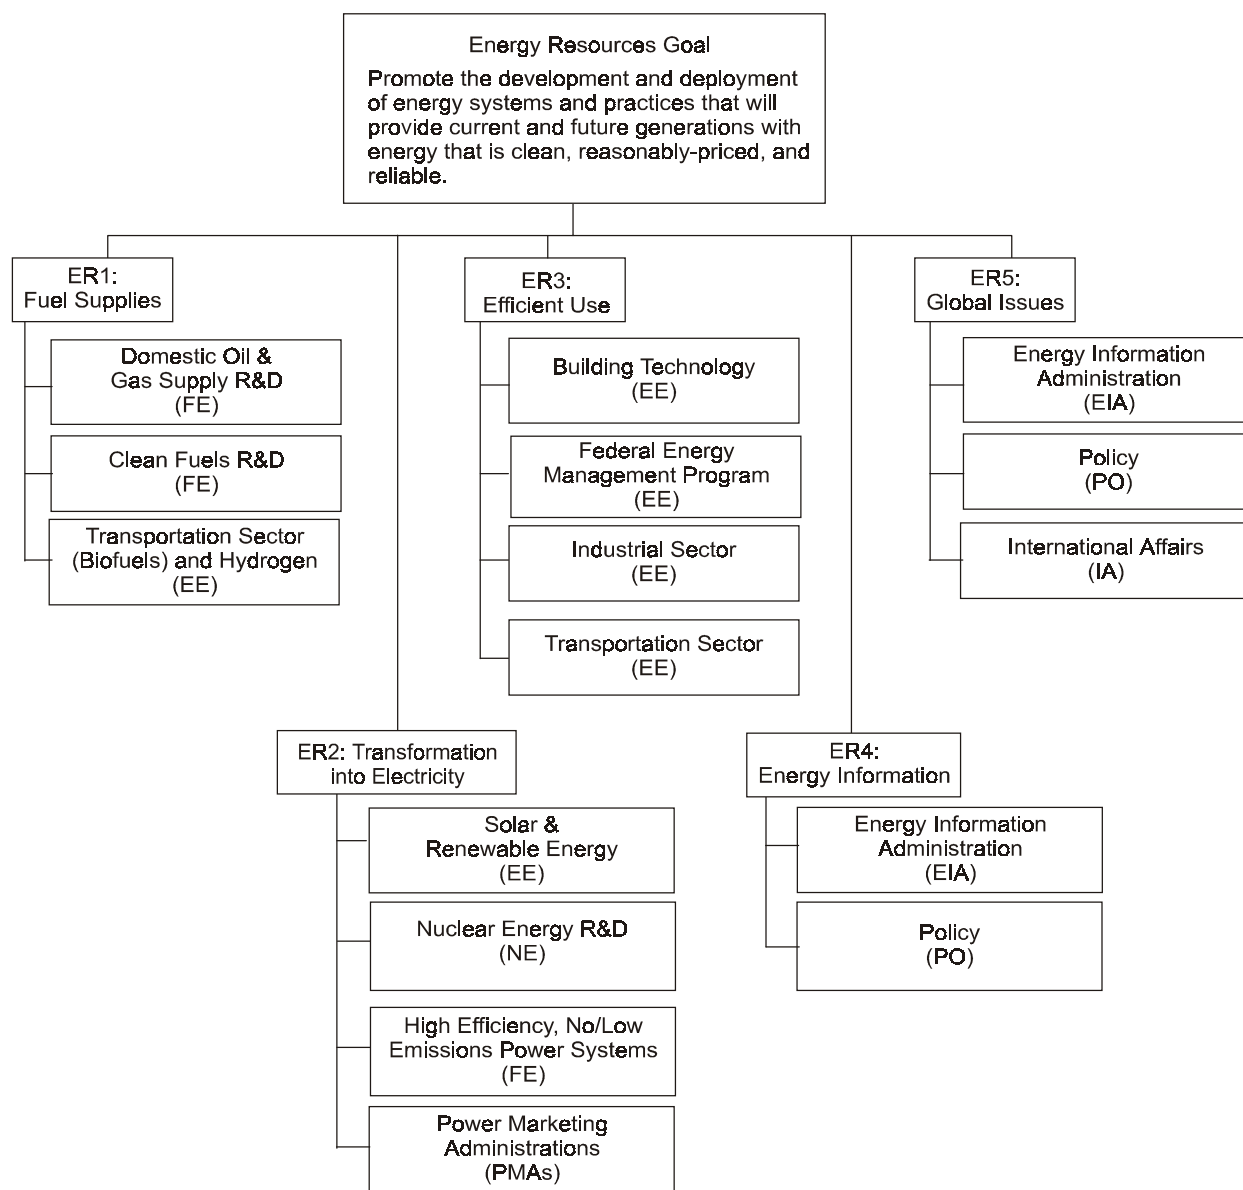 Energy Resources Goal
Promote the development and deployment
of energy systems and practices that will
provide current and future generations with
energy that is clean, reasonably-priced, and
reliable.
ER1:
Fuel Supplies
Domestic Oil &
Gas Supply R&D
(FE)
Clean Fuels R&D
(FE)
Transportation Sector
(Biofuels) and Hydrogen
(EE)
ER3:
Efficient Use
Building Technology
(EE)
Federal Energy
Management Program
(EE)
Industrial Sector
(EE)
Transportation Sector
(EE)
ER5:
Global Issues
Energy Information
Administration
(EIA)
Policy
(PO)
International Affairs
(IA)
ER2: Transformation
into Electricity
Solar &
Renewable Energy
(EE)
Nuclear Energy R&D
(NE)
High Efficiency, No/Low
Emissions Power Systems
(FE)
Power Marketing
Administrations
(PMAs)
ER4:
Energy Information
Energy Information
Administration
(EIA)
Policy
(PO)